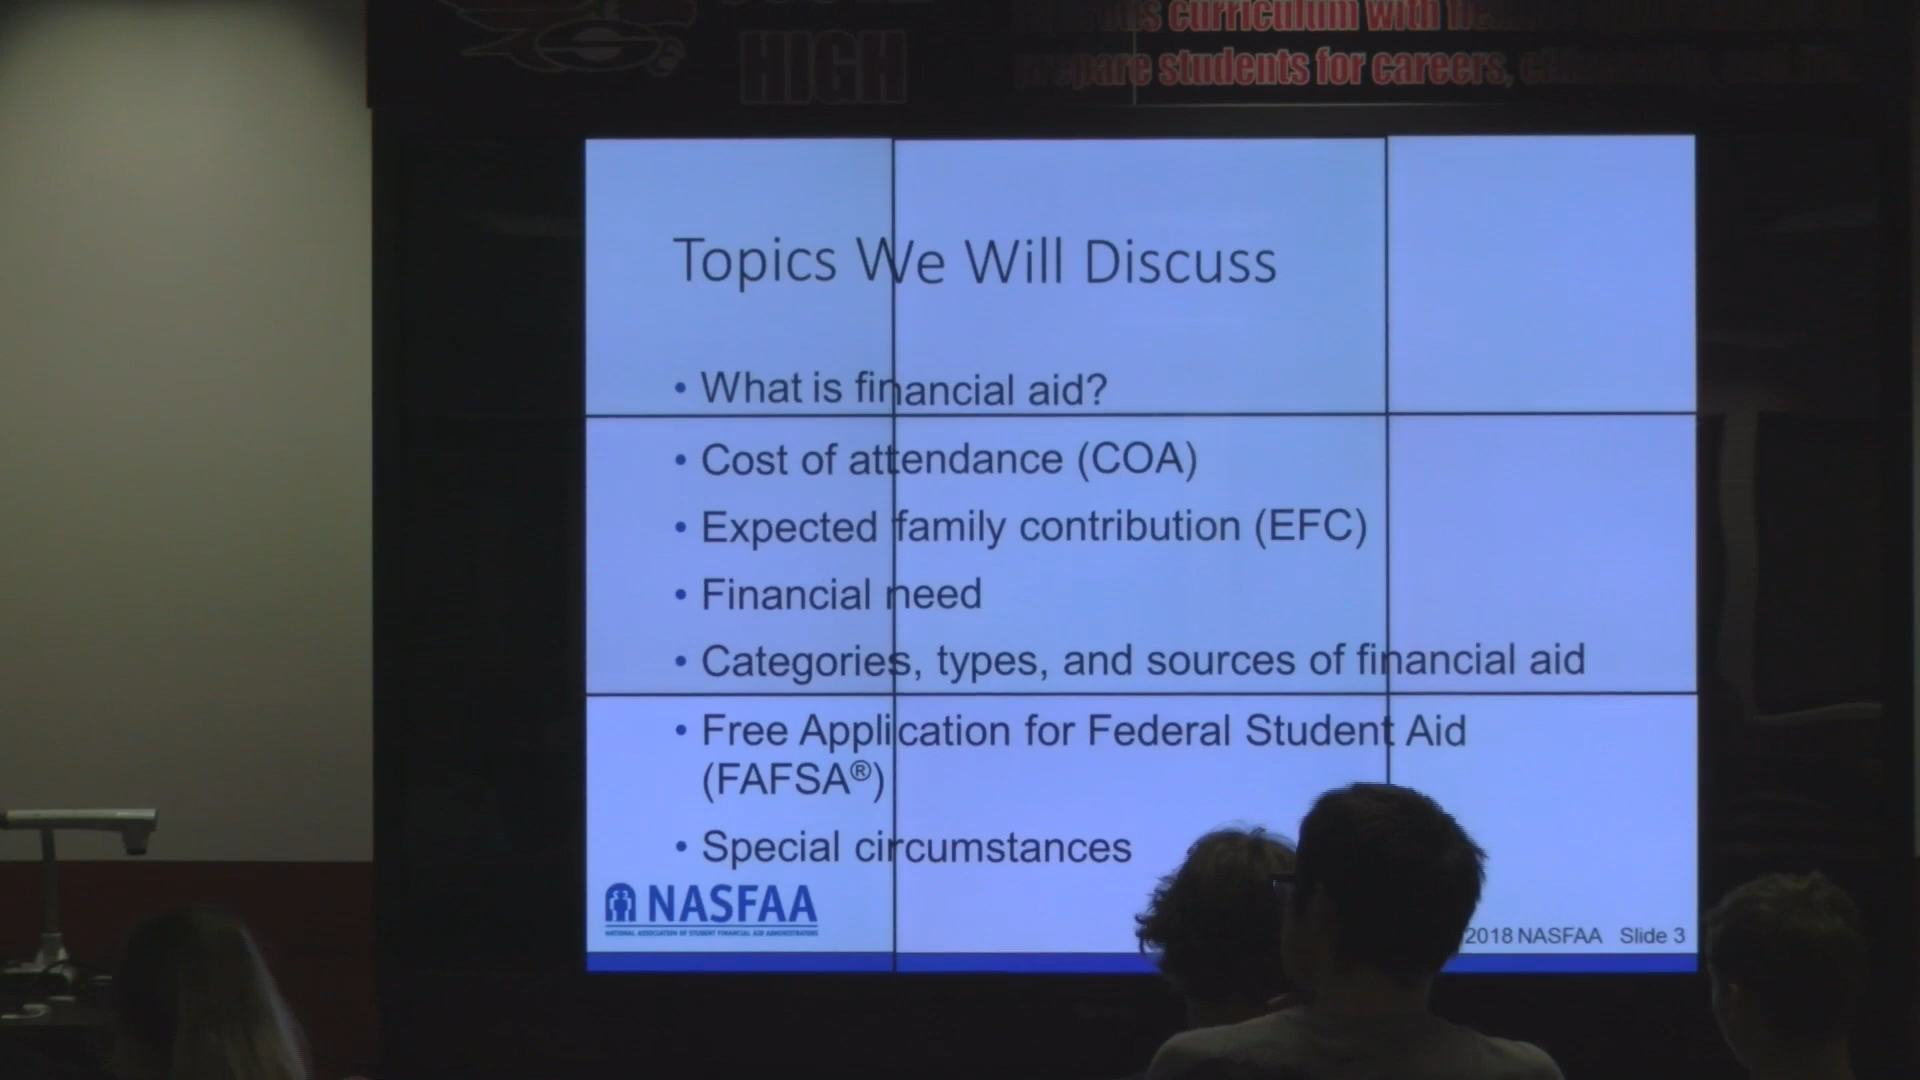 HIGH
curriculum with
prepare students for careers,
Topics We Will Discuss
• What is financial aid?
• Cost of attendance (COA)
• Expected family contribution (EFC)
• Financial need
• Categories, types, and sources of financial aid
• Free Application for Federal Student Aid
(FAFSA®)
• Special circumstances
NASFAA
NATIONAL ASSOCIATION OF STUDENT FINANCIAL AID ADMINISTRATORS
2018 NASFAA Slide 3